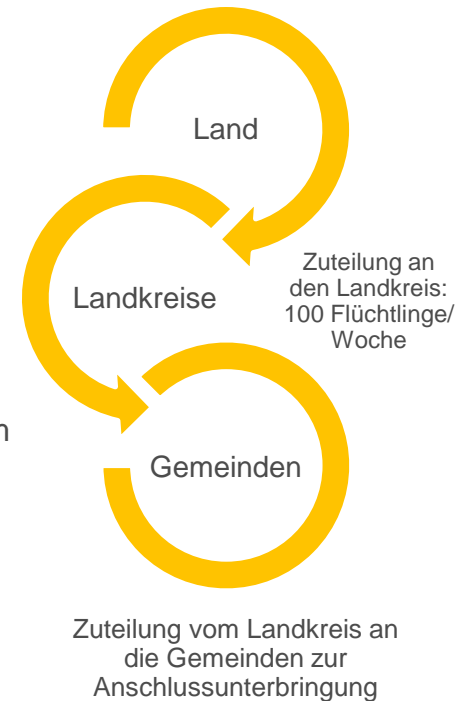 Land
Zuteilung an
den Landkreis:
100 Flüchtlinge/
Woche
Landkreise
n
Gemeinden
Zuteilung vom Landkreis an
die Gemeinden zur
Anschlussunterbringung